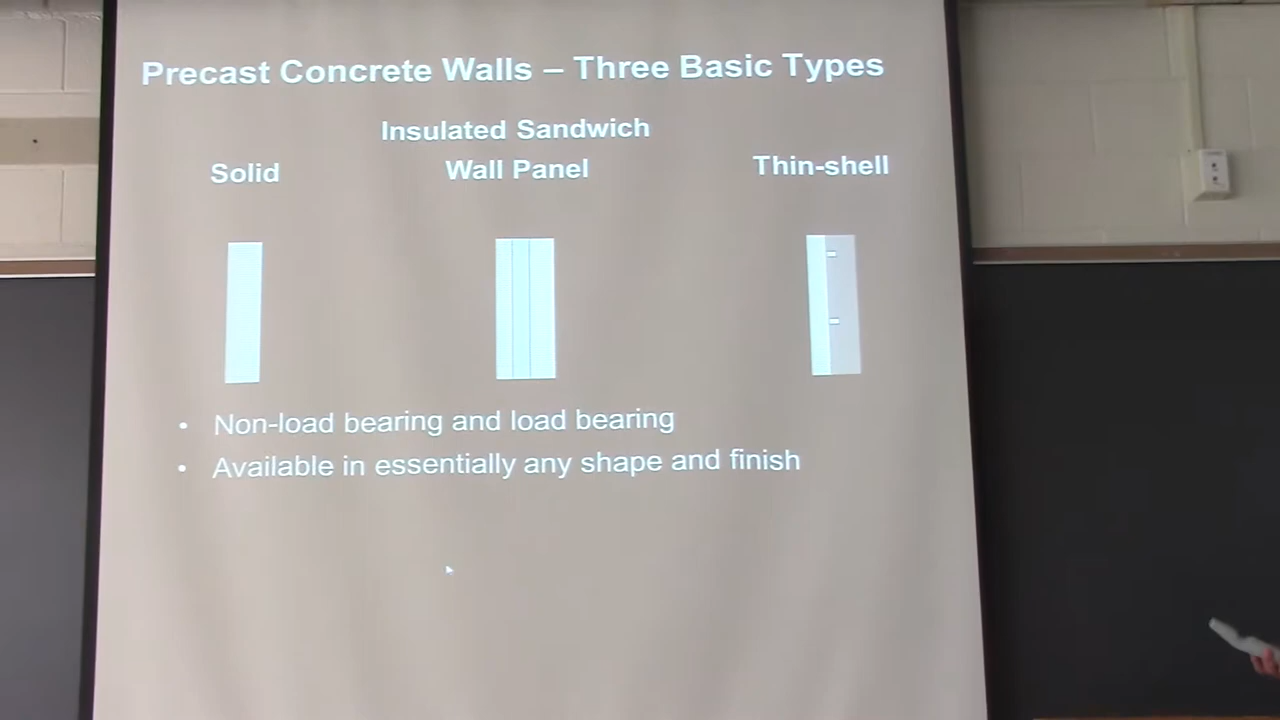 Precast Concrete Walls – Three Basic Types
Insulated Sandwich
Wall Panel
Solid
Thin-shell
• Non-load bearing and load bearing
• Available in essentially any shape and finish